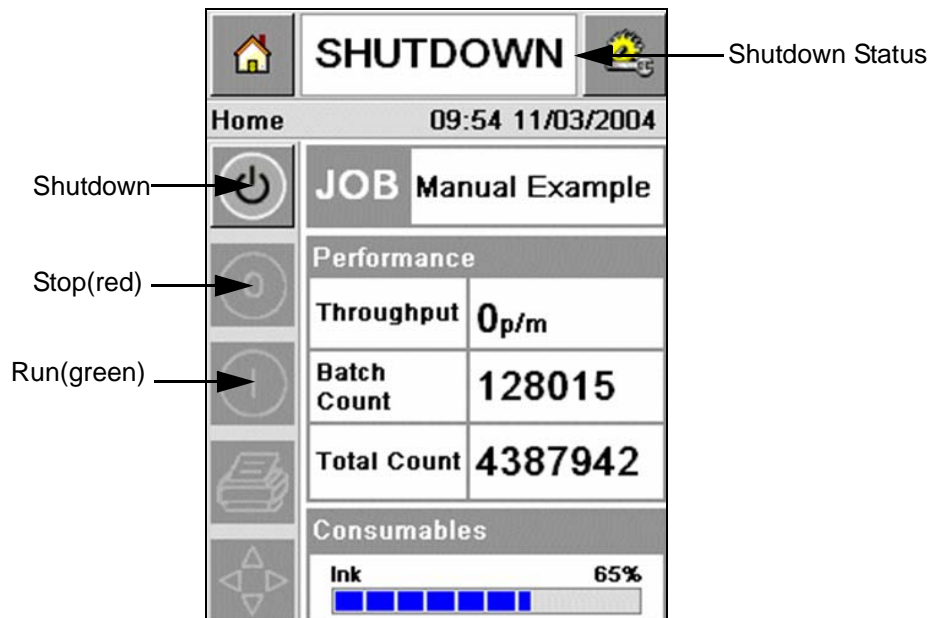 SHUTDOWN
Shutdown Status
Home 09:54 11/03/2004
Shutdown
JOB Manual Example
Performance
Stop(red)
Throughput 0p/m
Run(green)
Batch
Count
128015
Total Count 4387942
Consumables
Ink 65%